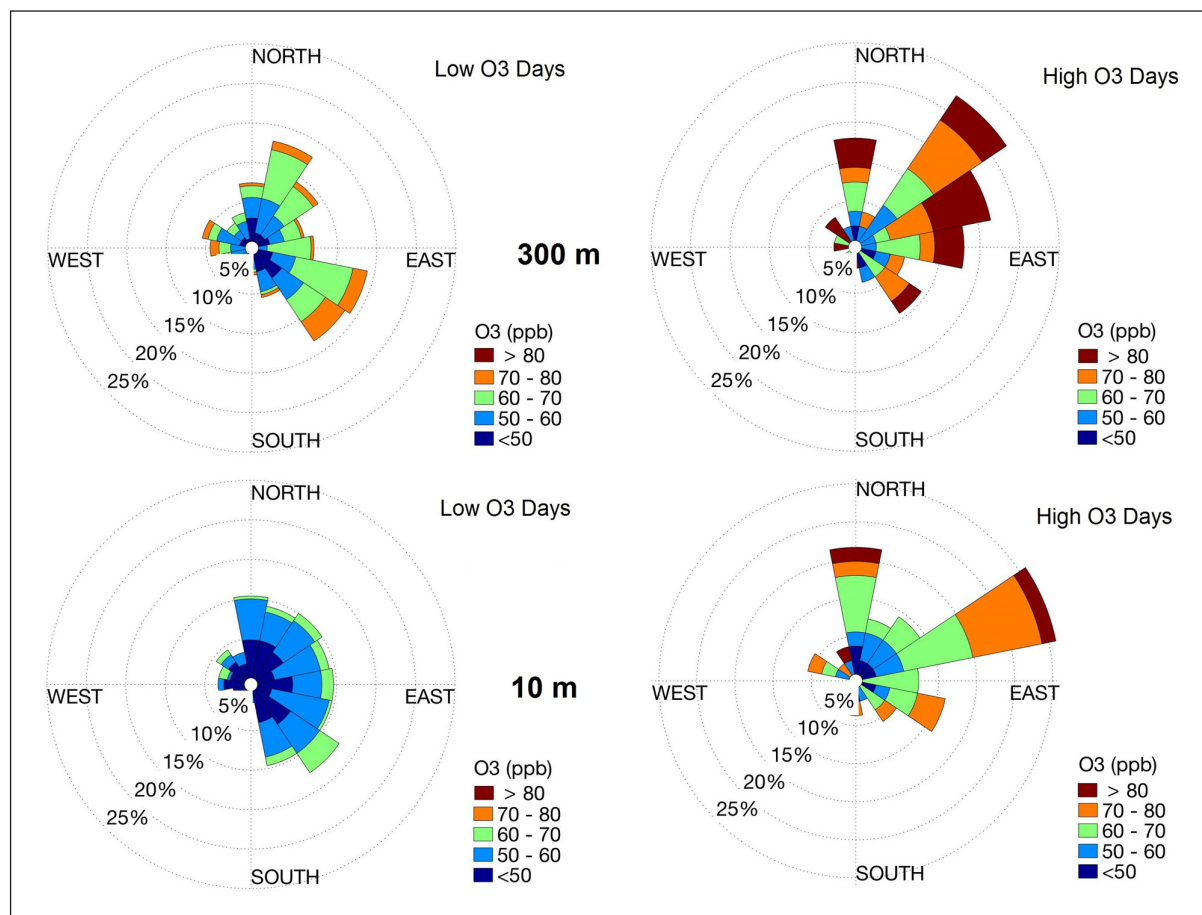 NORTH
Low O3 Days
WEST
EAST
5%
10%
15%
20%
25%
SOUTH
O3 (ppb)
> 80
70 - 80
60 - 70
50 - 60
<50
300 m
NORTH
High O3 Days
WEST
EAST
5%
10%
15%
20%
25%
SOUTH
O3 (ppb)
> 80
70 - 80
60 - 70
50 - 60
<50
NORTH
Low O3 Days
WEST
EAST
5%
10%
15%
20%
25%
SOUTH
O3 (ppb)
> 80
70 - 80
60 - 70
50 - 60
<50
10 m
NORTH
High O3 Days
WEST
EAST
5%
10%
15%
20%
25%
SOUTH
O3 (ppb)
> 80
70 - 80
60 - 70
50 - 60
<50